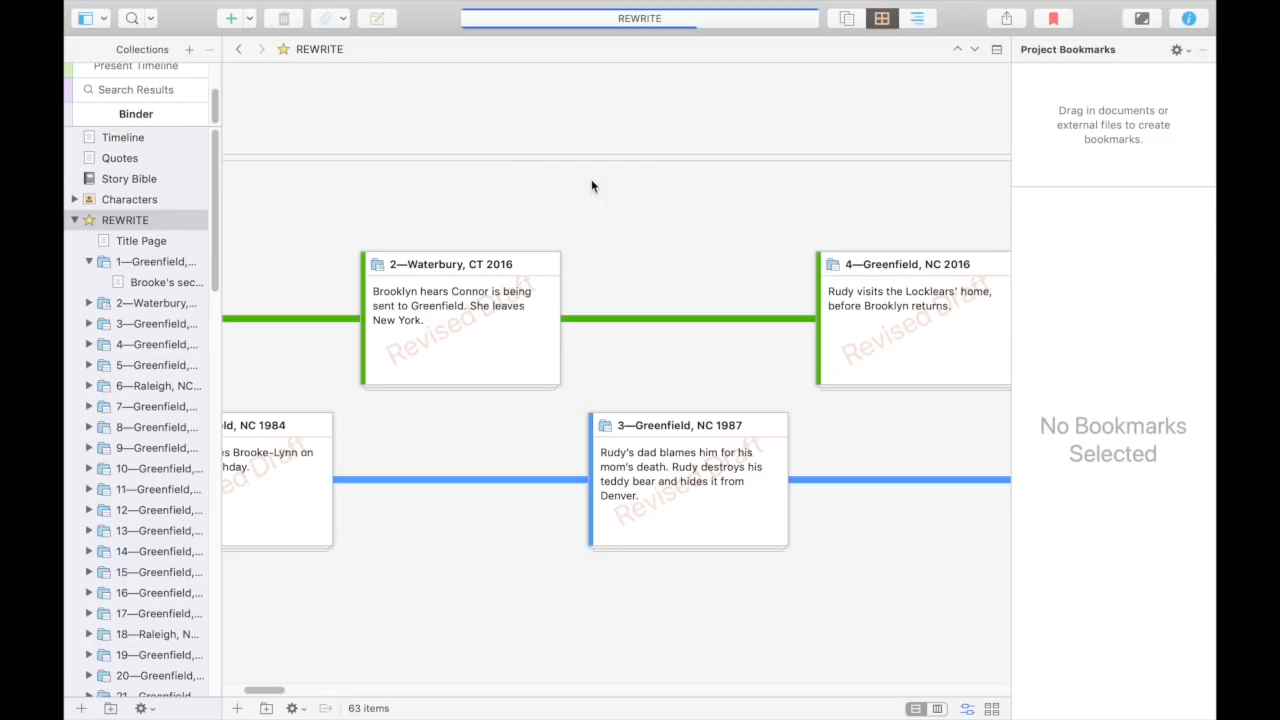 REWRITE
Collections
REWRITE
Project Bookmarks
Present Timeline
Search Results
Binder
Timeline
Quotes
Story Bible
Characters
REWRITE
Title Page
1—Greenfield,...
Brooke's sec...
2—Waterbury,...
3—Greenfield,...
4—Greenfield,...
5—Greenfield,...
6—Raleigh, NC...
7—Greenfield,...
8—Greenfield,...
9—Greenfield,...
10—Greenfield,...
11—Greenfield,...
12—Greenfield,...
13—Greenfield,...
14—Greenfield,...
15—Greenfield,...
16—Greenfield,...
17—Greenfield,...
18—Raleigh, N...
19—Greenfield,...
20—Greenfield,...
21—Greenfield
2—Waterbury, CT 2016
Brooklyn hears Connor is being
sent to Greenfield. She leaves
New York.
Revised Draft
4—Greenfield, NC 2016
Rudy visits the Locklears' home,
before Brooklyn returns.
Revised Draft
ld, NC 1984
es Brooke-Lynn on
hday.
ed Draft
3—Greenfield, NC 1987
Rudy's dad blames him for his
mom's death. Rudy destroys his
teddy bear and hides it from
Denver.
Revised Draft
63 items
Drag in documents or
external files to create
bookmarks.
No Bookmarks
Selected